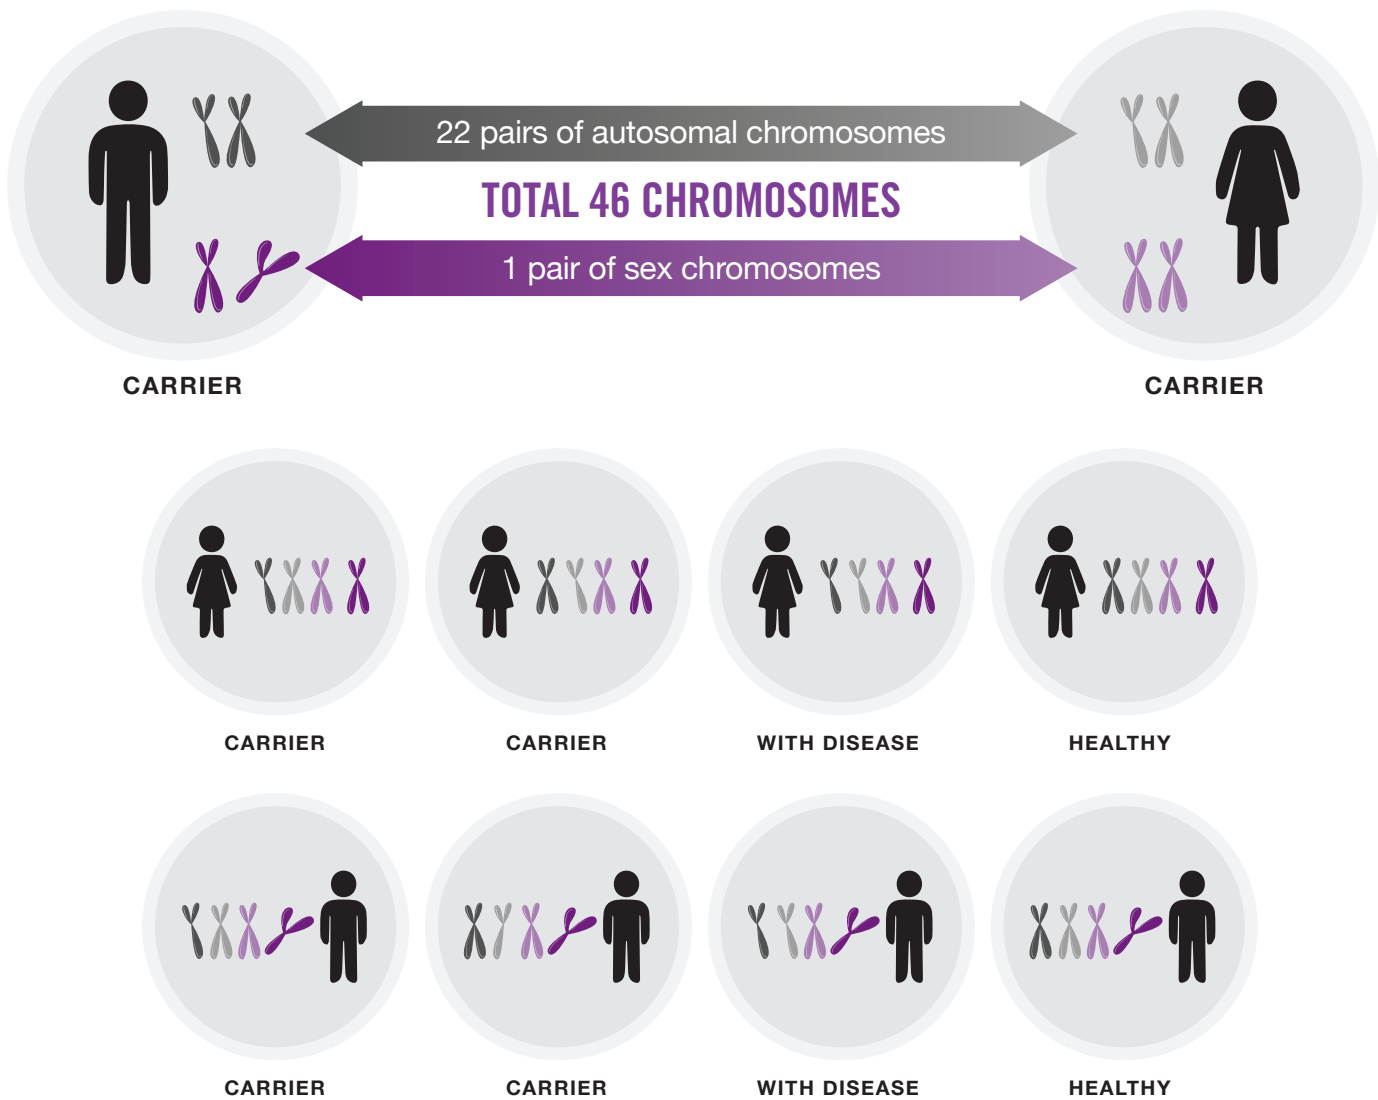 22 pairs of autosomal chromosomes
TOTAL 46 CHROMOSOMES
1 pair of sex chromosomes
CARRIER
CARRIER
CARRIER
CARRIER
WITH DISEASE
HEALTHY
CARRIER
CARRIER
WITH DISEASE
HEALTHY